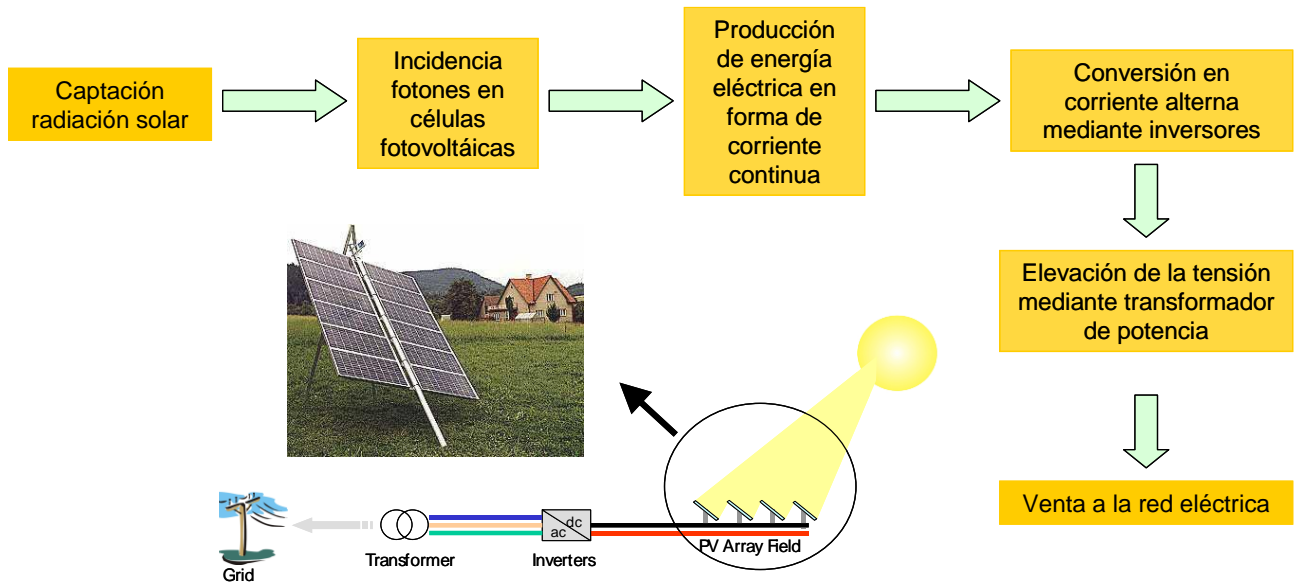 Captación
radiación solar
Incidencia
fotones en
células
fotovoltáicas
Producción
de energía
eléctrica en
forma de
corriente
continua
Conversión en
corriente alterna
mediante inversores
Elevación de la tensión
mediante transformador
de potencia
Venta a la red eléctrica
Grid
Transformer
dc
ac
Inverters
PV Array Field